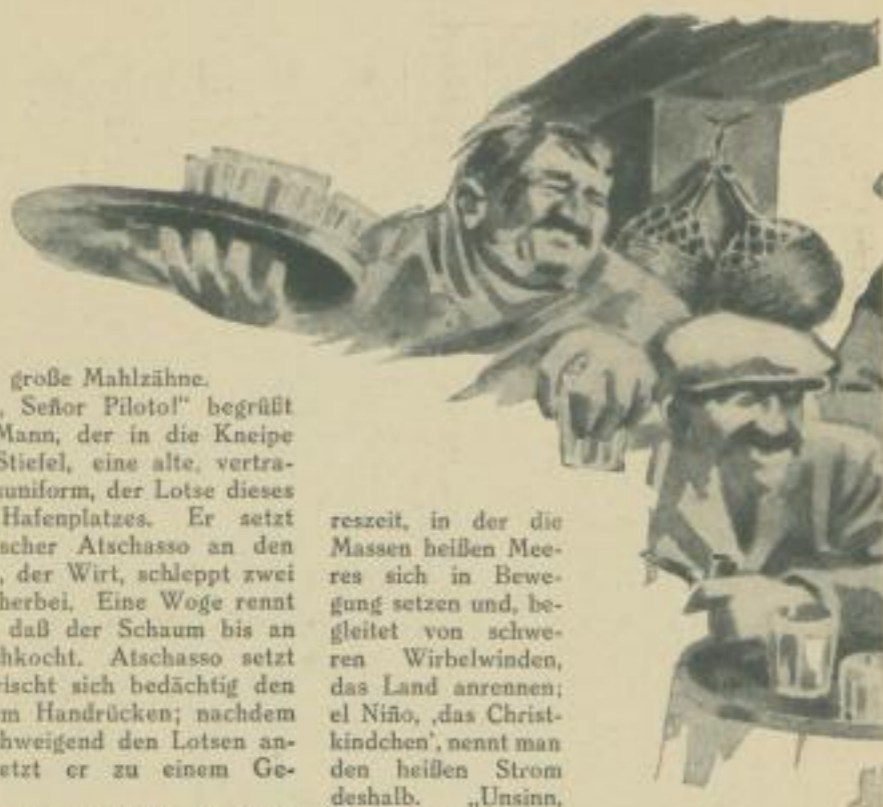 große Mahlzähne.
, Señor Piloto!" begrüßt
Mann, der in die Kneipe
Stiefel, eine alte, vertra-
uniform, der Lotse dieses
Hafenplatzes. Er setzt
scher Atschasso an den
, der Wirt, schleppt zwei
herbei. Eine Woge rennt
daß der Schaum bis an
hkocht. Atschasso setzt
ischt sich bedächtig den
m Handrücken; nachdem
hweigend den Lotsen an-
etzt er zu einem Ge-
reszeit, in der die
Massen heißen Mee-
res sich in Bewe-
gung setzen und, be-
gleitet von schwe-
ren Wirbelwinden,
das Land anrennen;
el Niño, ‚das Christ-
kindchen', nennt man
den heißen Strom
deshalb. „Unsinn,